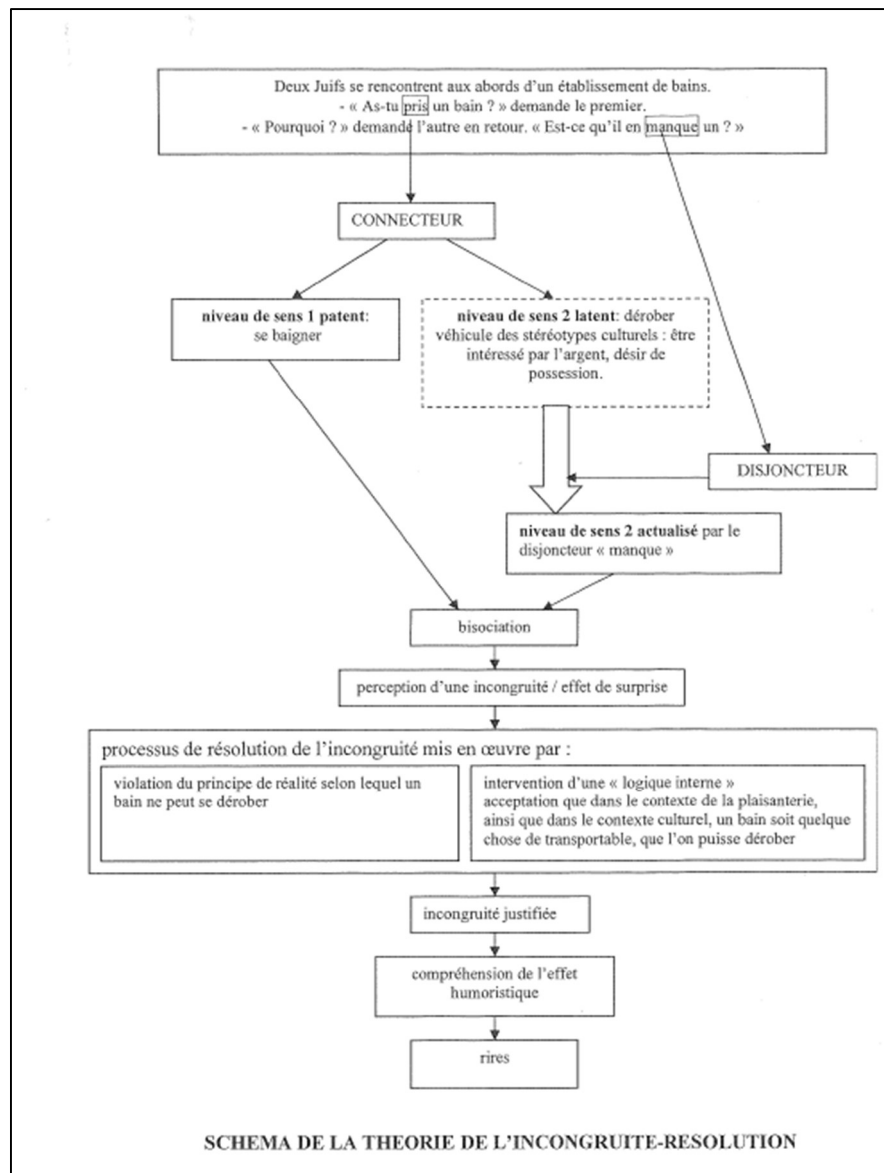 Deux Juifs se rencontrent aux abords d'un établissement de bains.
- « As-tu pris un bain ? » demande le premier.
- « Pourquoi ? » demande l'autre en retour. « Est-ce qu'il en manque un ? »
CONNECTEUR
niveau de sens 1 patent:
se baigner
niveau de sens 2 latent: dérober
véhicule des stéréotypes culturels : être
intéressé par l'argent, désir de
possession.
DISJONCTEUR
niveau de sens 2 actualisé par le
disjoncteur « manque »
bisociation
perception d'une incongruité / effet de surprise
processus de résolution de l'incongruité mis en œuvre par :
violation du principe de réalité selon lequel un
bain ne peut se dérober
intervention d'une « logique interne »
acceptation que dans le contexte de la plaisanterie,
ainsi que dans le contexte culturel, un bain soit quelque
chose de transportable, que l'on puisse dérober
incongruité justifiée
compréhension de l'effet
humoristique
rires
SCHEMA DE LA THEORIE DE L'INCONGRUITE-RESOLUTION